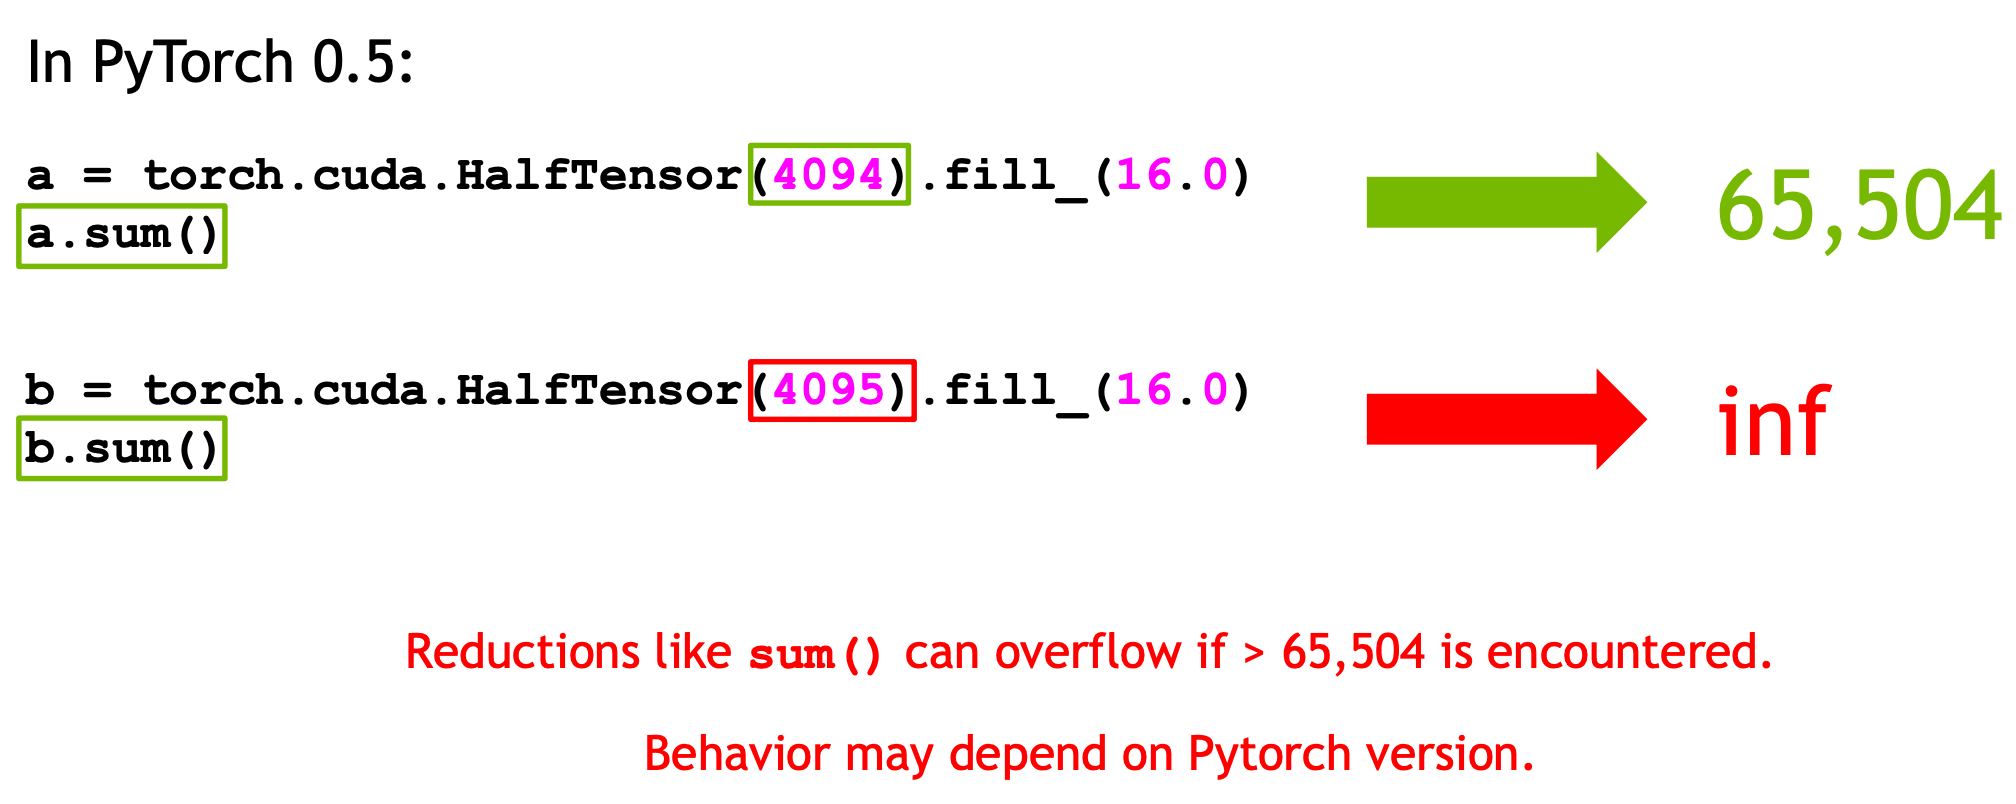 In PyTorch 0.5:
a = torch.cuda.HalfTensor(4094).fill_(16.0)
a.sum()
65,504
b = torch.cuda.HalfTensor(4095).fill_(16.0)
b.sum()
inf
Reductions like sum() can overflow if > 65,504 is encountered.
Behavior may depend on Pytorch version.